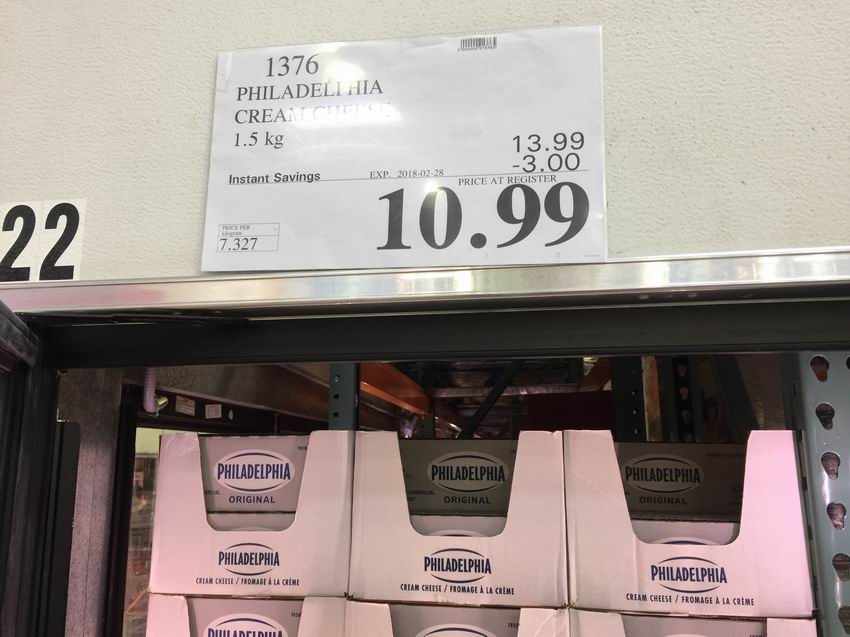 1376
PHILADELPHIA
CREAM CHEESE
1.5 kg
13.99
-3.00
Instant Savings EXP. 2018-02-28 PRICE AT REGISTER
10.99
PRICE PER
kilogram
7.327
22
PHILADELPHIA
ORIGINAL
PHILADELPHIA
CREAM CHEESE / FROMAGE À LA CRÈME
PHILADELPHIA
ORIGINAL
PHILADELPHIA
CREAM CHEESE / FROMAGE À LA CRÈME
PHILADELPHIA
ORIGINAL
PHILADELPHIA
CREAM CHEESE / FROMAGE À LA CRÈME
PHILADELPHIA